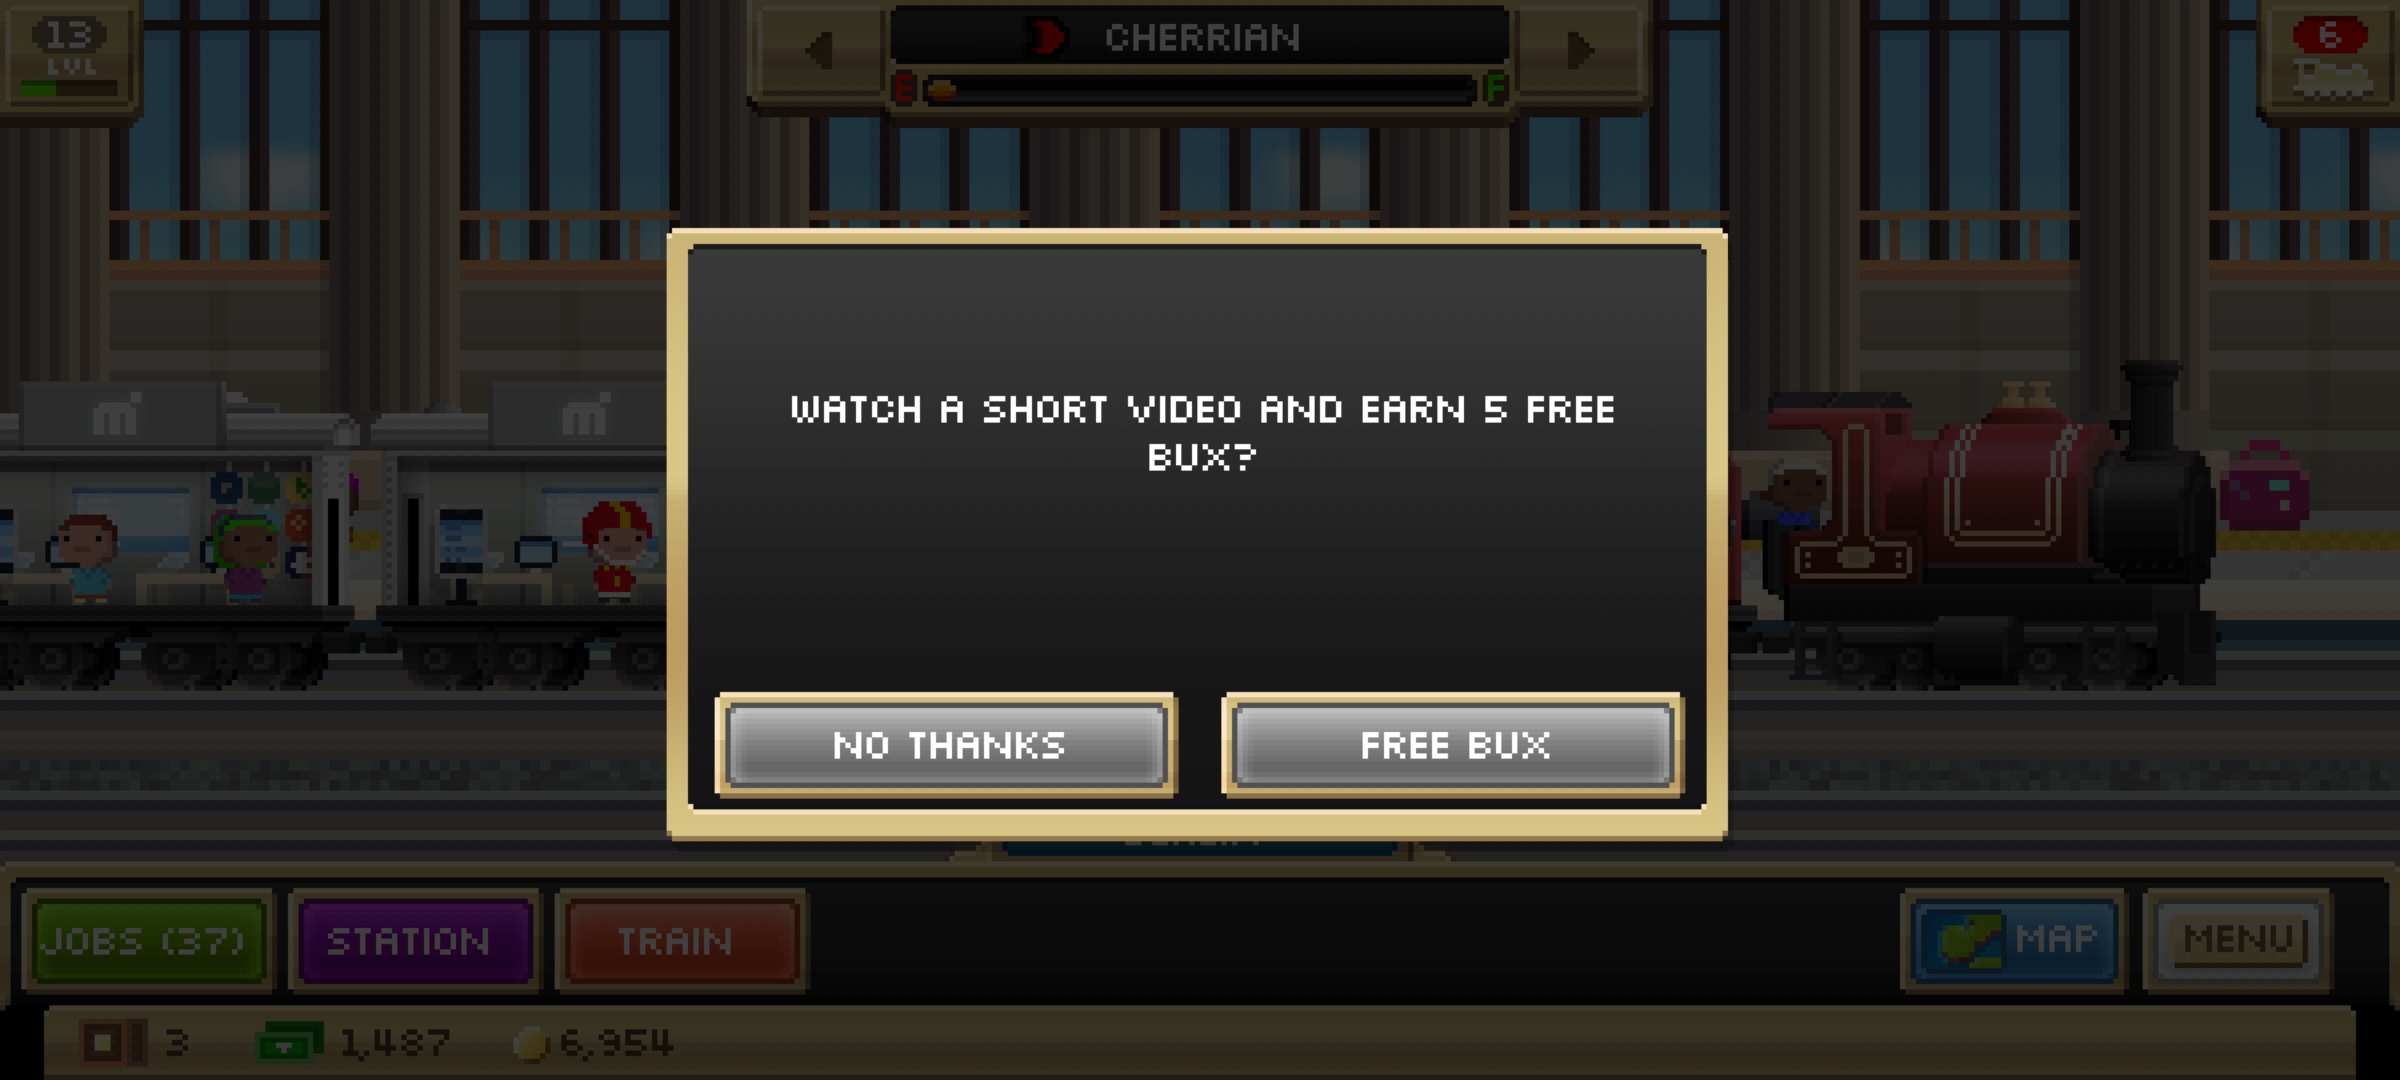 13
LVL
CHERRIAN
E
F
6
WATCH A SHORT VIDEO AND EARN 5 FREE
BUX?
NO THANKS
FREE BUX
JOBS (37)
STATION
TRAIN
MAP
MENU
3
1,487
6,954